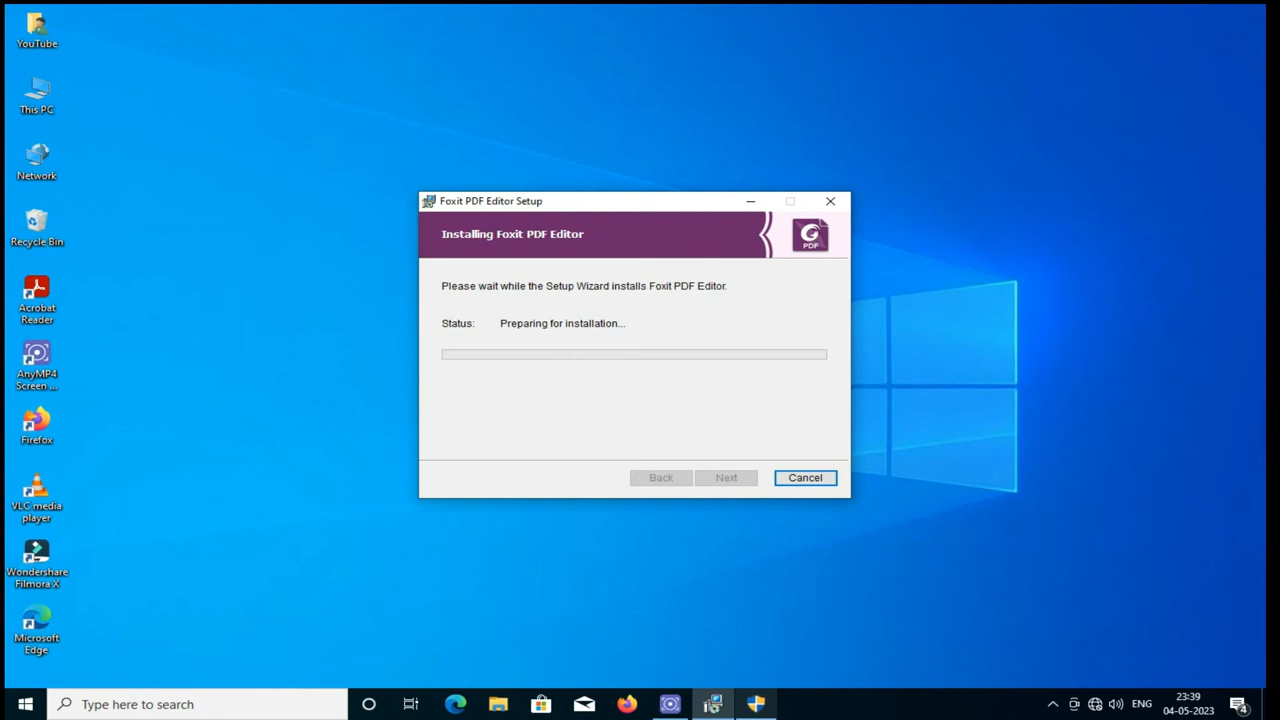 YouTube
This PC
Network
Recycle Bin
Acrobat
Reader
AnyMP4
Screen ...
Firefox
VLC media
player
Wondershare
Filmora X
Microsoft
Edge
Foxit PDF Editor Setup
Installing Foxit PDF Editor
PDF
Please wait while the Setup Wizard installs Foxit PDF Editor.
Status: Preparing for installation...
Back Next Cancel
Type here to search
ENG
23:39
04-05-2023
4